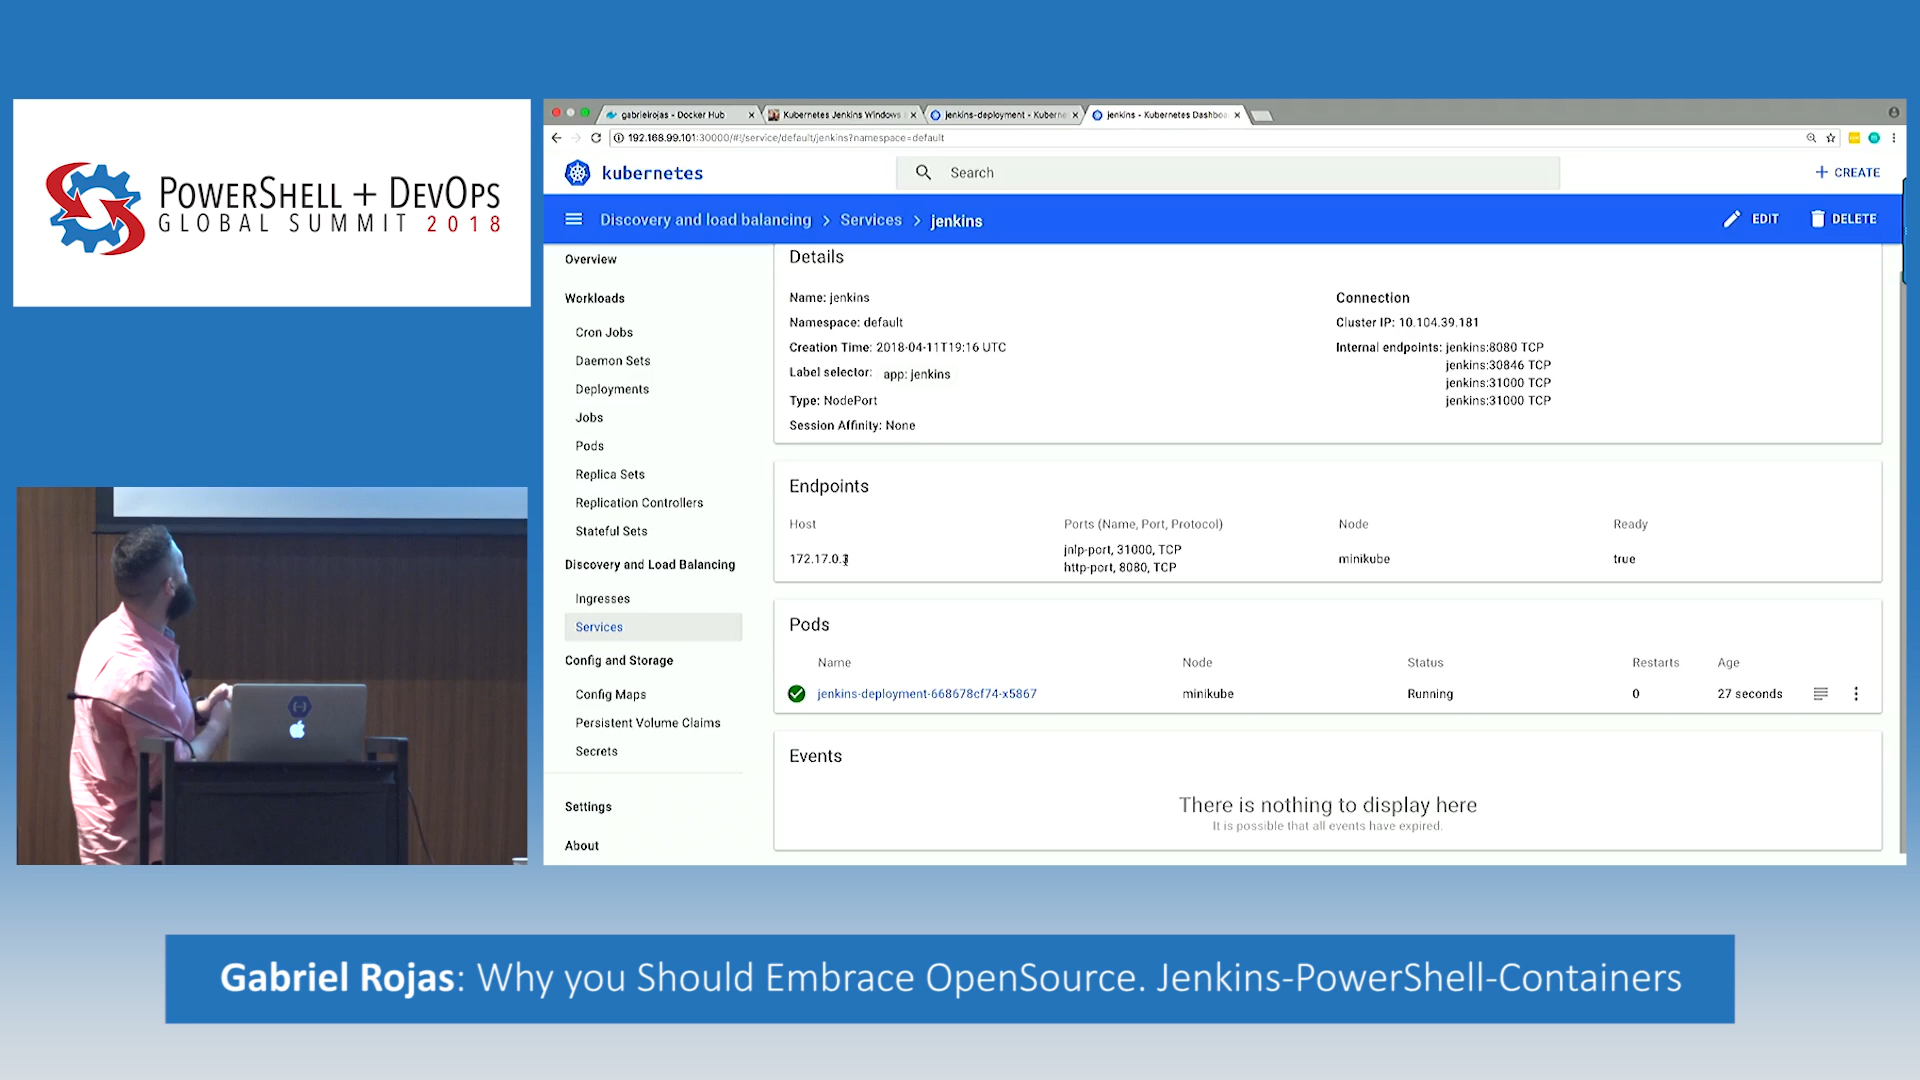 PowerShell + DevOps
GLOBAL SUMMIT 2018
gabrielrojas - Docker Hub
Kubernetes Jenkins Windows
jenkins-deployment - Kuberne
jenkins - Kubernetes Dashboa
192.168.99.101:30000/#!/service/default/jenkins?namespace=default
kubernetes
Search
+ CREATE
Discovery and load balancing > Services > jenkins
EDIT
DELETE
Overview
Workloads
Cron Jobs
Daemon Sets
Deployments
Jobs
Pods
Replica Sets
Replication Controllers
Stateful Sets
Discovery and Load Balancing
Ingresses
Services
Config and Storage
Config Maps
Persistent Volume Claims
Secrets
Settings
About
Details
Name: jenkins
Namespace: default
Creation Time: 2018-04-11T19:16 UTC
Label selector: app: jenkins
Type: NodePort
Session Affinity: None
Connection
Cluster IP: 10.104.39.181
Internal endpoints: jenkins:8080 TCP
jenkins:30846 TCP
jenkins:31000 TCP
jenkins:31000 TCP
Endpoints
Host Ports (Name, Port, Protocol) Node Ready
jnlp-port, 31000, TCP
172.17.0.3 minikube true
http-port, 8080, TCP
Pods
Name Node Status Restarts Age
jenkins-deployment-668678cf74-x5867 minikube Running 0 27 seconds
Events
There is nothing to display here
It is possible that all events have expired.
Gabriel Rojas: Why you Should Embrace OpenSource. Jenkins-PowerShell-Containers